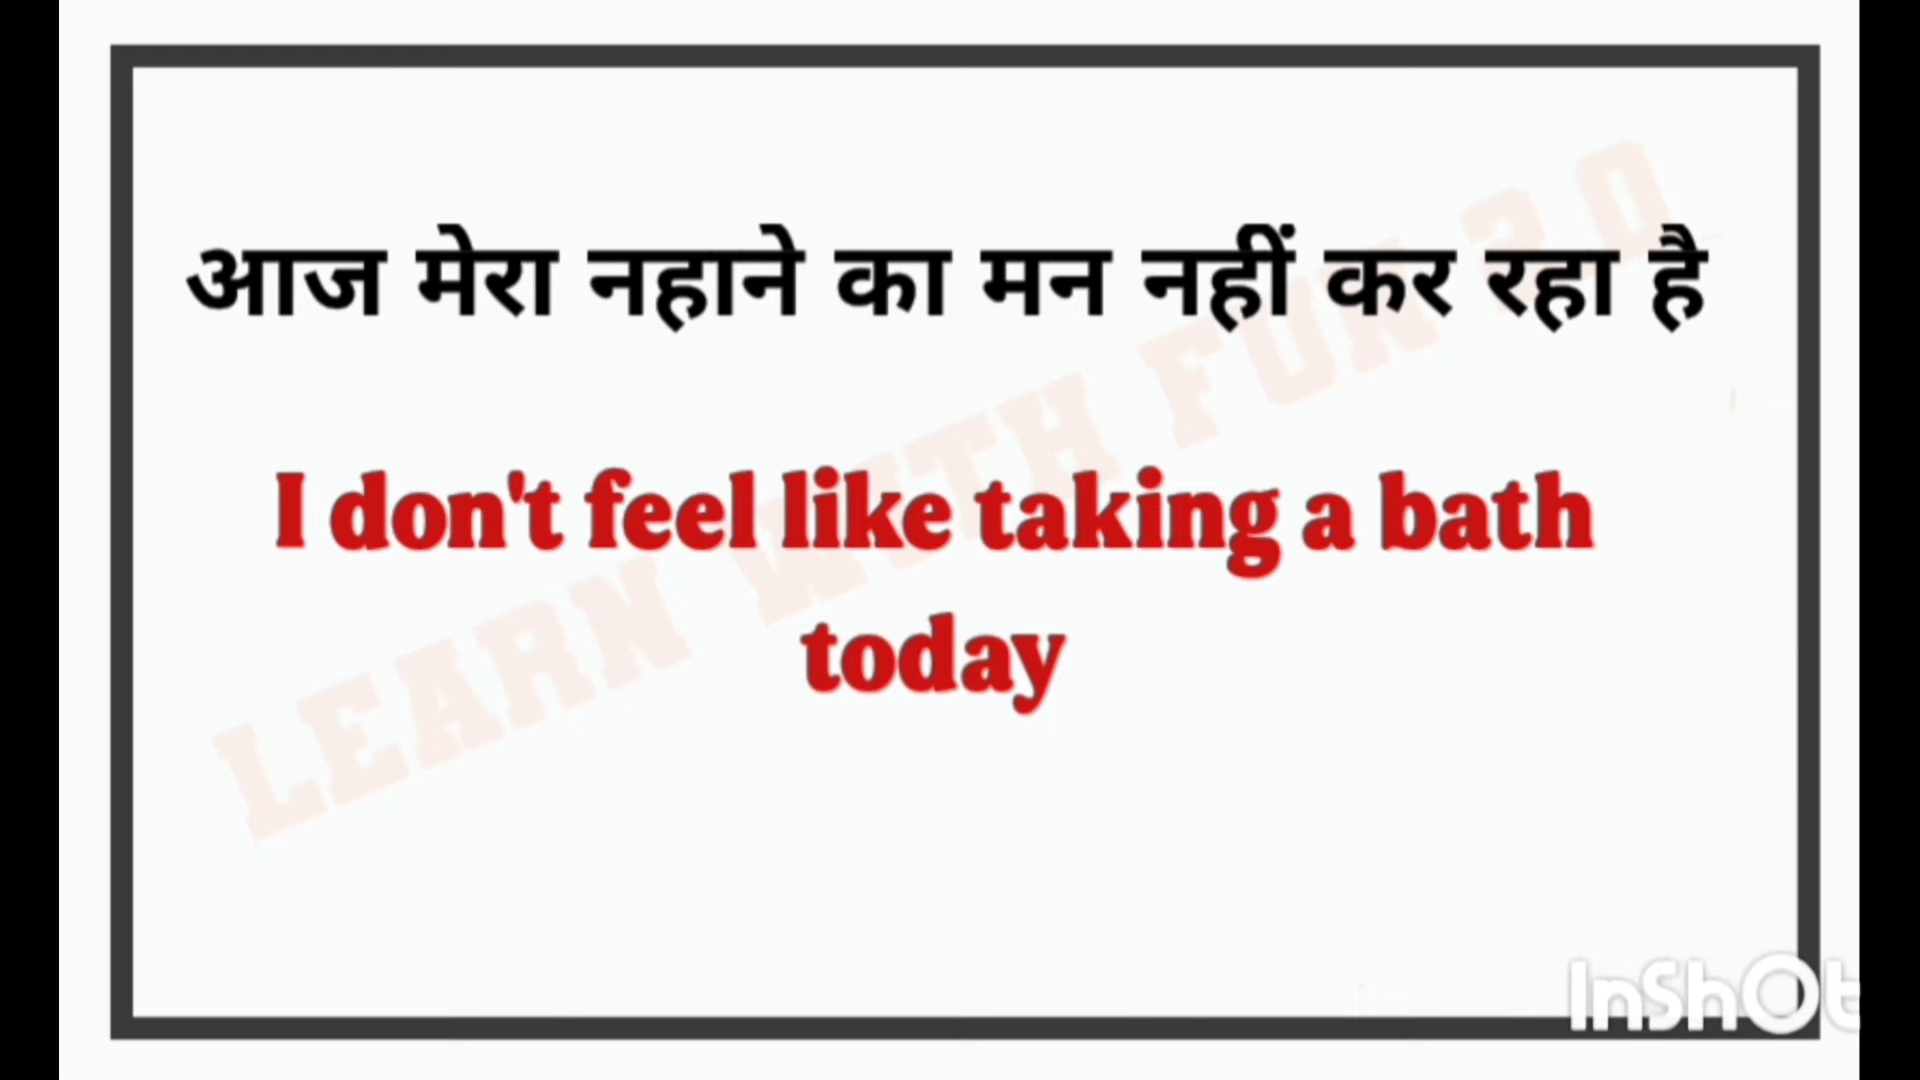 आज मेरा नहाने का मन नहीं कर रहा है
I don't feel like taking a bath
today
LEARN WITH FUN 2.0
InShOt